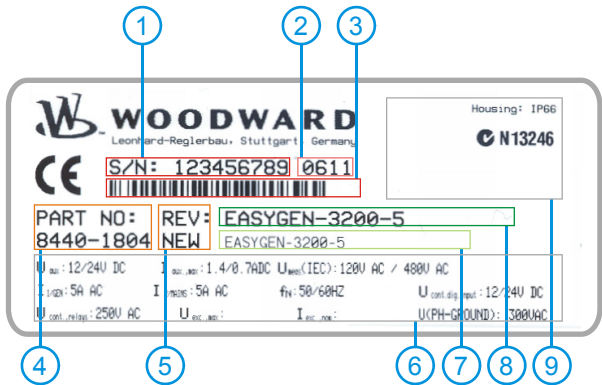 1 2 3
WOODWARD
Leonhard-Reglerbau, Stuttgart Germany
Housing: IP66
N13246
CE
S/N: 123456789 0611
PART NO: REV: EASYGEN-3200-5
8440-1804 NEW EASYGEN-3200-5
U aux: 12/24V DC I aux.,max: 1.4/0.7ADC U meas(IEC): 120V AC / 480V AC
I 1/GEN: 5A AC I 1/MAINS: 5A AC fN: 50/60HZ U cont.dig.input: 12/24V DC
U cont.,relays: 250V AC U exc.,max: I exc.,nom: U(PH-GROUND): 300VAC
4 5 6 7 8 9